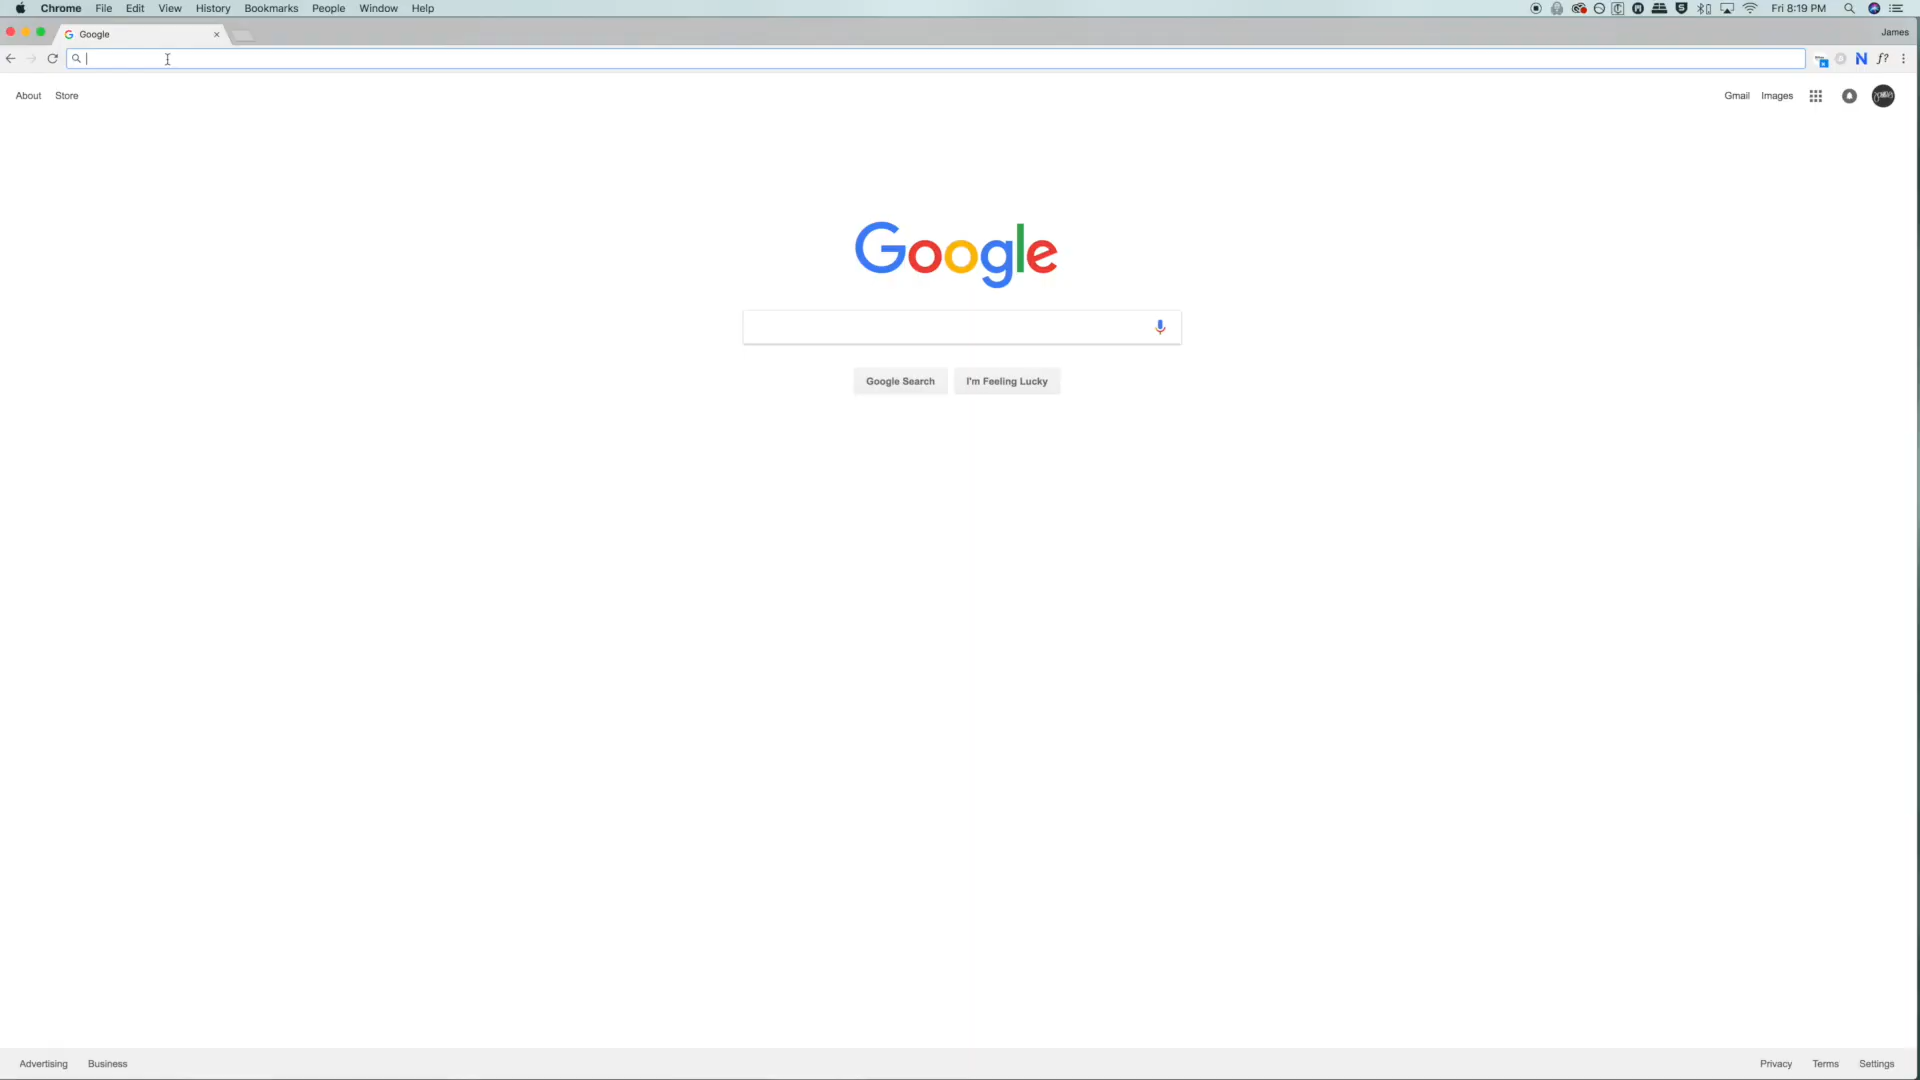 Chrome File Edit View History Bookmarks People Window Help Fri 8:19 PM
Google James
N f?
About Store Gmail Images
Google
Google Search I'm Feeling Lucky
Advertising Business Privacy Terms Settings